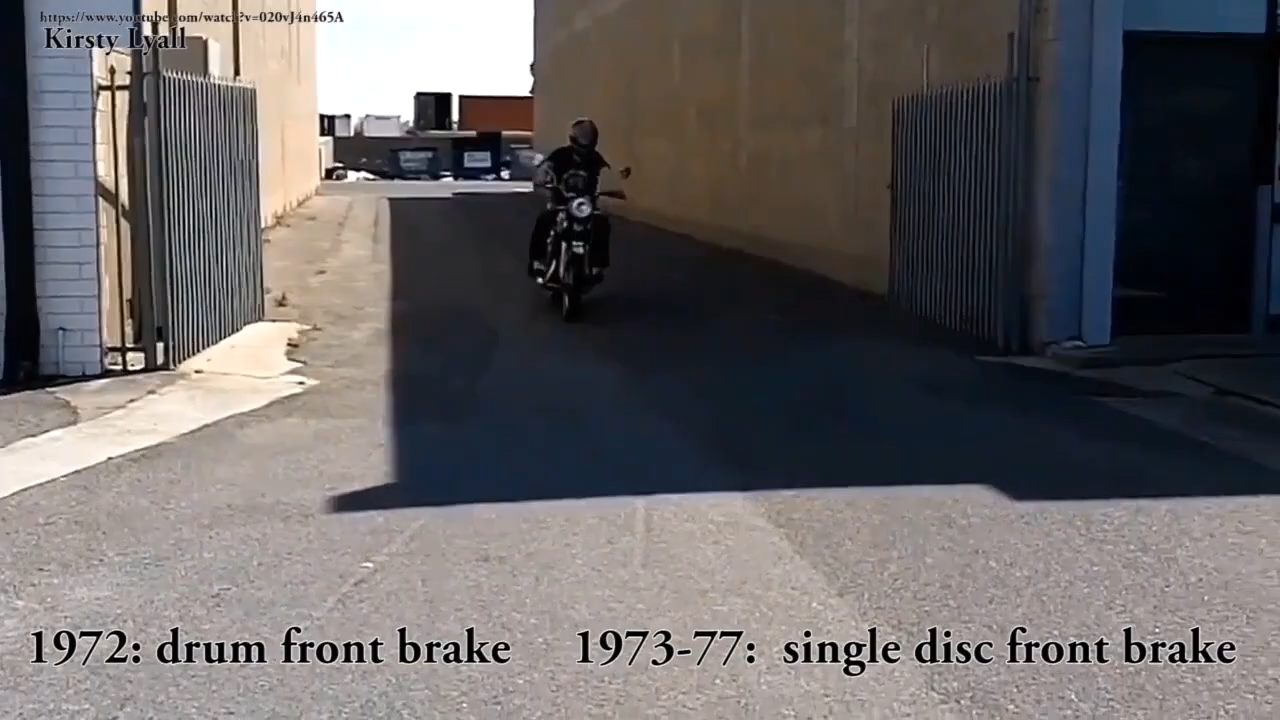 https://www.youtube.com/watch?v=020vJ4n465A
Kirsty Lyall
1972: drum front brake 1973-77: single disc front brake